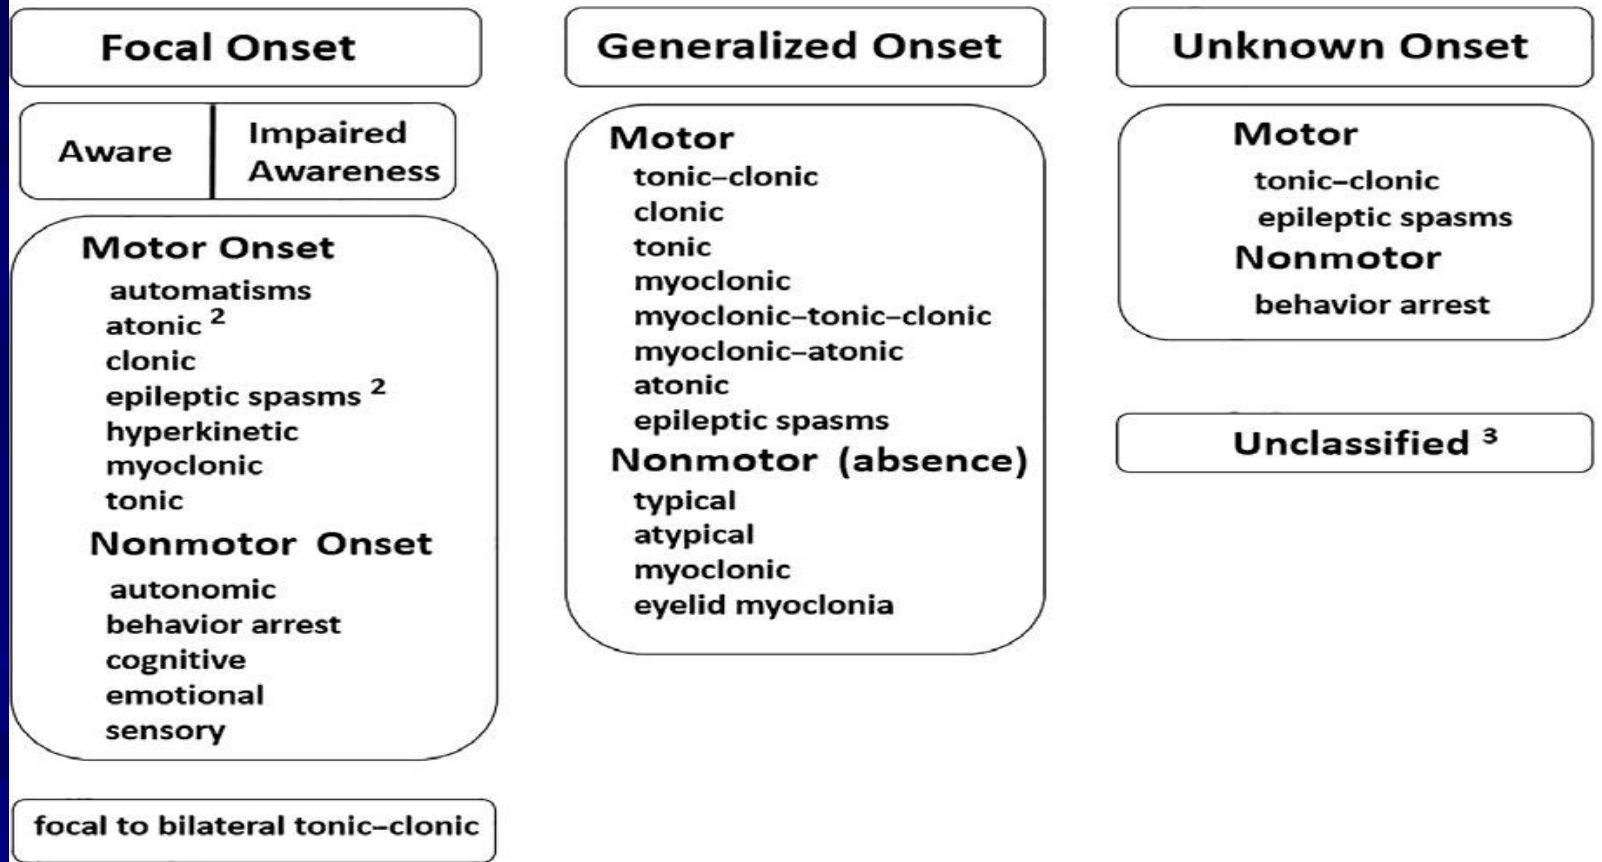 Focal Onset
Aware
Impaired
Awareness
Motor Onset
automatisms
atonic ²
clonic
epileptic spasms ²
hyperkinetic
myoclonic
tonic
Nonmotor Onset
autonomic
behavior arrest
cognitive
emotional
sensory
focal to bilateral tonic–clonic
Generalized Onset
Motor
tonic–clonic
clonic
tonic
myoclonic
myoclonic–tonic–clonic
myoclonic–atonic
atonic
epileptic spasms
Nonmotor (absence)
typical
atypical
myoclonic
eyelid myoclonia
Unknown Onset
Motor
tonic–clonic
epileptic spasms
Nonmotor
behavior arrest
Unclassified ³